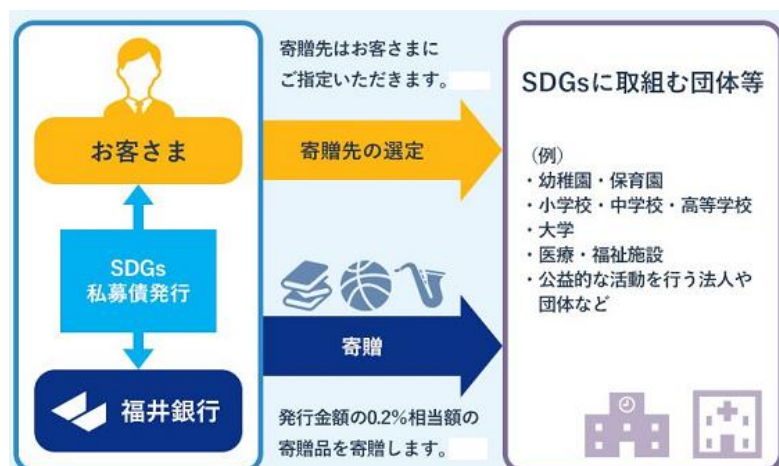 お客さま
SDGs
私募債発行
福井銀行
寄贈先はお客さまに
ご指定いただきます。
寄贈先の選定
寄贈
発行金額の0.2%相当額の
寄贈品を寄贈します。
SDGsに取組む団体等
（例）
・幼稚園・保育園
・小学校・中学校・高等学校
・大学
・医療・福祉施設
・公益的な活動を行う法人や
団体など